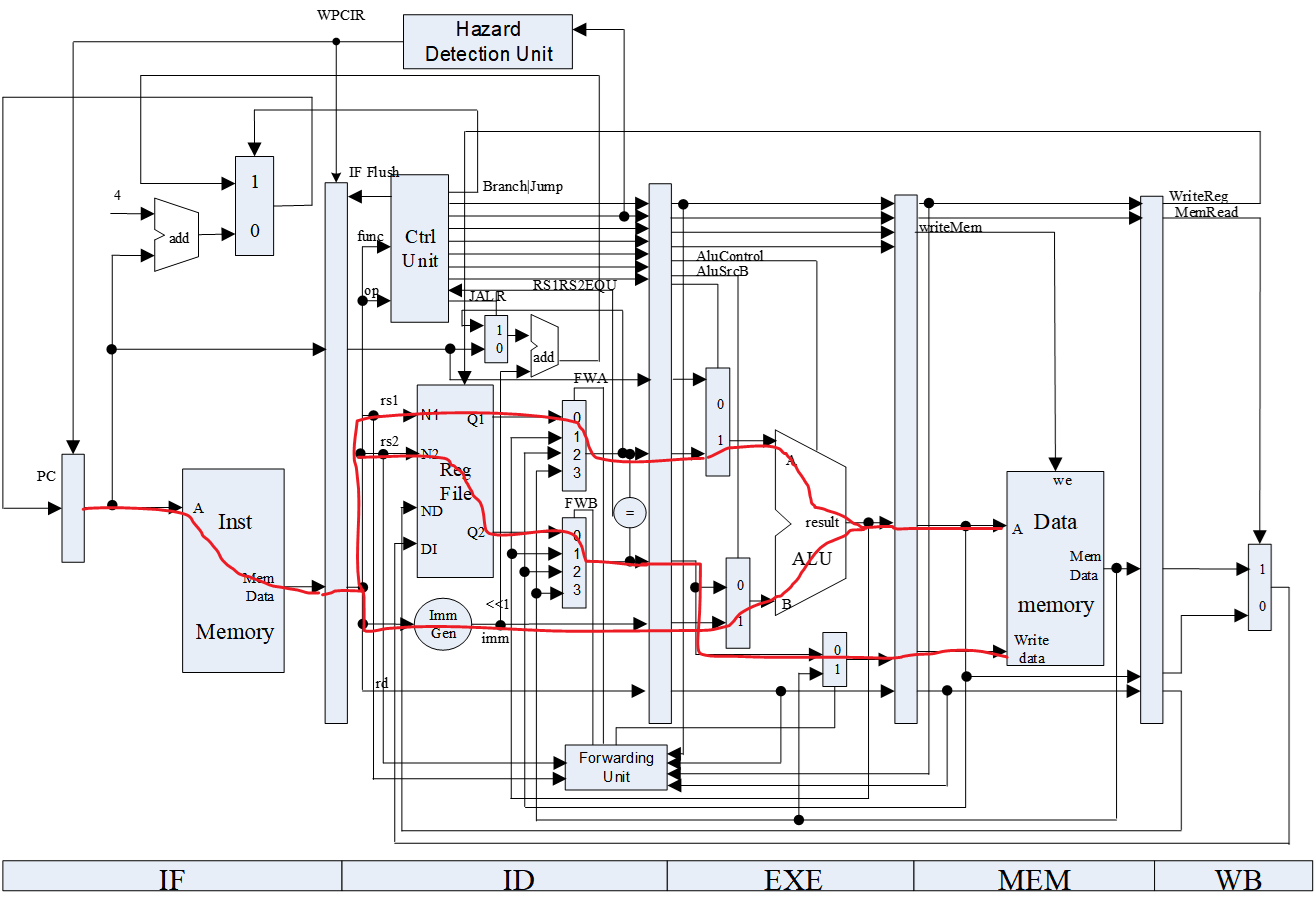 WPCIR
Hazard
Detection Unit
IF Flush
1
0
4
add
func
op
Ctrl
Unit
Branch|Jump
RS1RS2EQU
JALR
1
0
add
WriteReg
MemRead
writeMem
AluControl
AluSrcB
FWA
rs1
N1
Q1
rs2
N2
Reg
File
ND
DI
Q2
0
1
2
3
FWB
0
1
2
3
=
0
1
A
result
ALU
B
0
1
0
1
PC
A
Inst
Mem
Data
Memory
<<1
Imm
Gen
imm
rd
Forwarding
Unit
we
A
Data
Mem
Data
memory
Write
data
1
0
IF
ID
EXE
MEM
WB